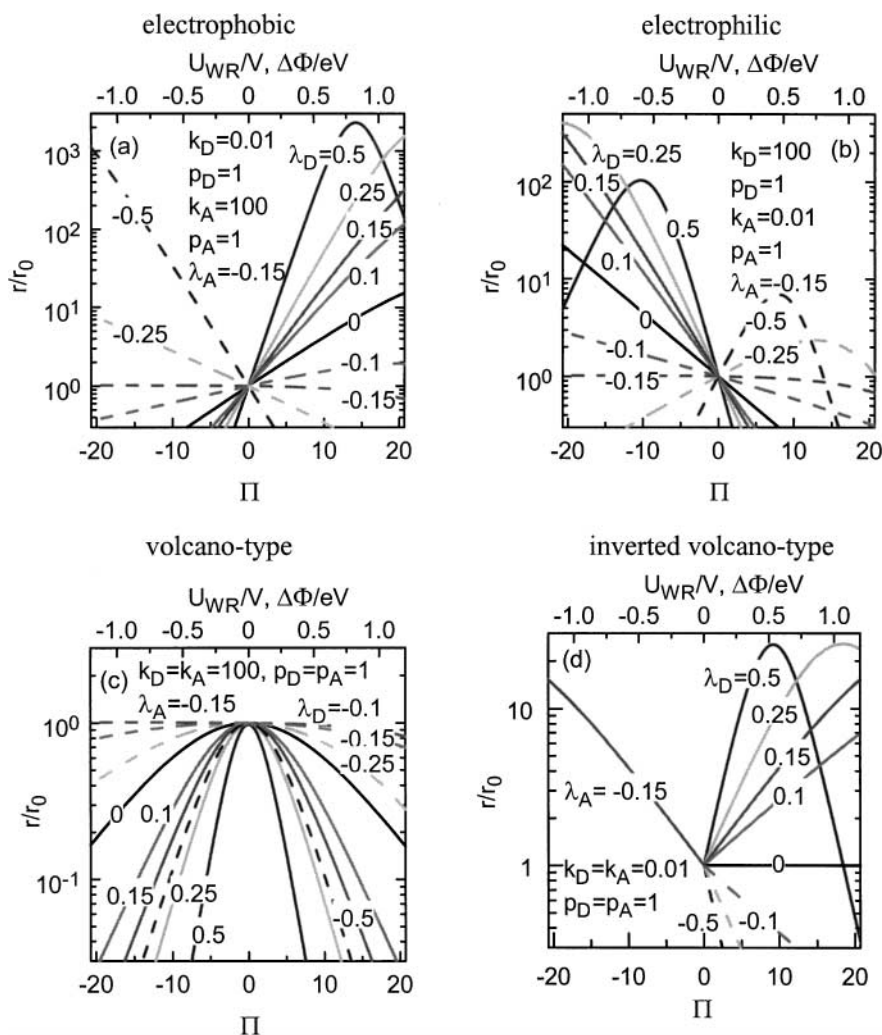 electrophobic
U_WR/V, ΔΦ/eV
-1.0 -0.5 0 0.5 1.0
(a)
k_D=0.01
p_D=1
k_A=100
p_A=1
λ_A=-0.15
λ_D=0.5
0.25
0.15
0.1
0
-0.5
-0.25
-0.1
-0.15
r/r_0
10^3
10^2
10^1
10^0
-20 -10 0 10 20
Π
electrophilic
U_WR/V, ΔΦ/eV
-1.0 -0.5 0 0.5 1.0
(b)
λ_D=0.25
0.15
0.5
0.1
0
-0.1
-0.15
k_D=100
p_D=1
k_A=0.01
p_A=1
λ_A=-0.15
-0.5
-0.25
r/r_0
10^2
10^1
10^0
-20 -10 0 10 20
Π
volcano-type
U_WR/V, ΔΦ/eV
-1.0 -0.5 0 0.5 1.0
(c)
k_D=k_A=100, p_D=p_A=1
λ_A=-0.15
λ_D=-0.1
-0.15
-0.25
0 0.1
0.15
0.25
0.5
-0.5
r/r_0
10^0
10^-1
-20 -10 0 10 20
Π
inverted volcano-type
U_WR/V, ΔΦ/eV
-1.0 -0.5 0 0.5 1.0
(d)
λ_D=0.5
0.25
0.15
0.1
0
λ_A= -0.15
k_D=k_A=0.01
p_D=p_A=1
-0.5
-0.1
r/r_0
10
1
-20 -10 0 10 20
Π